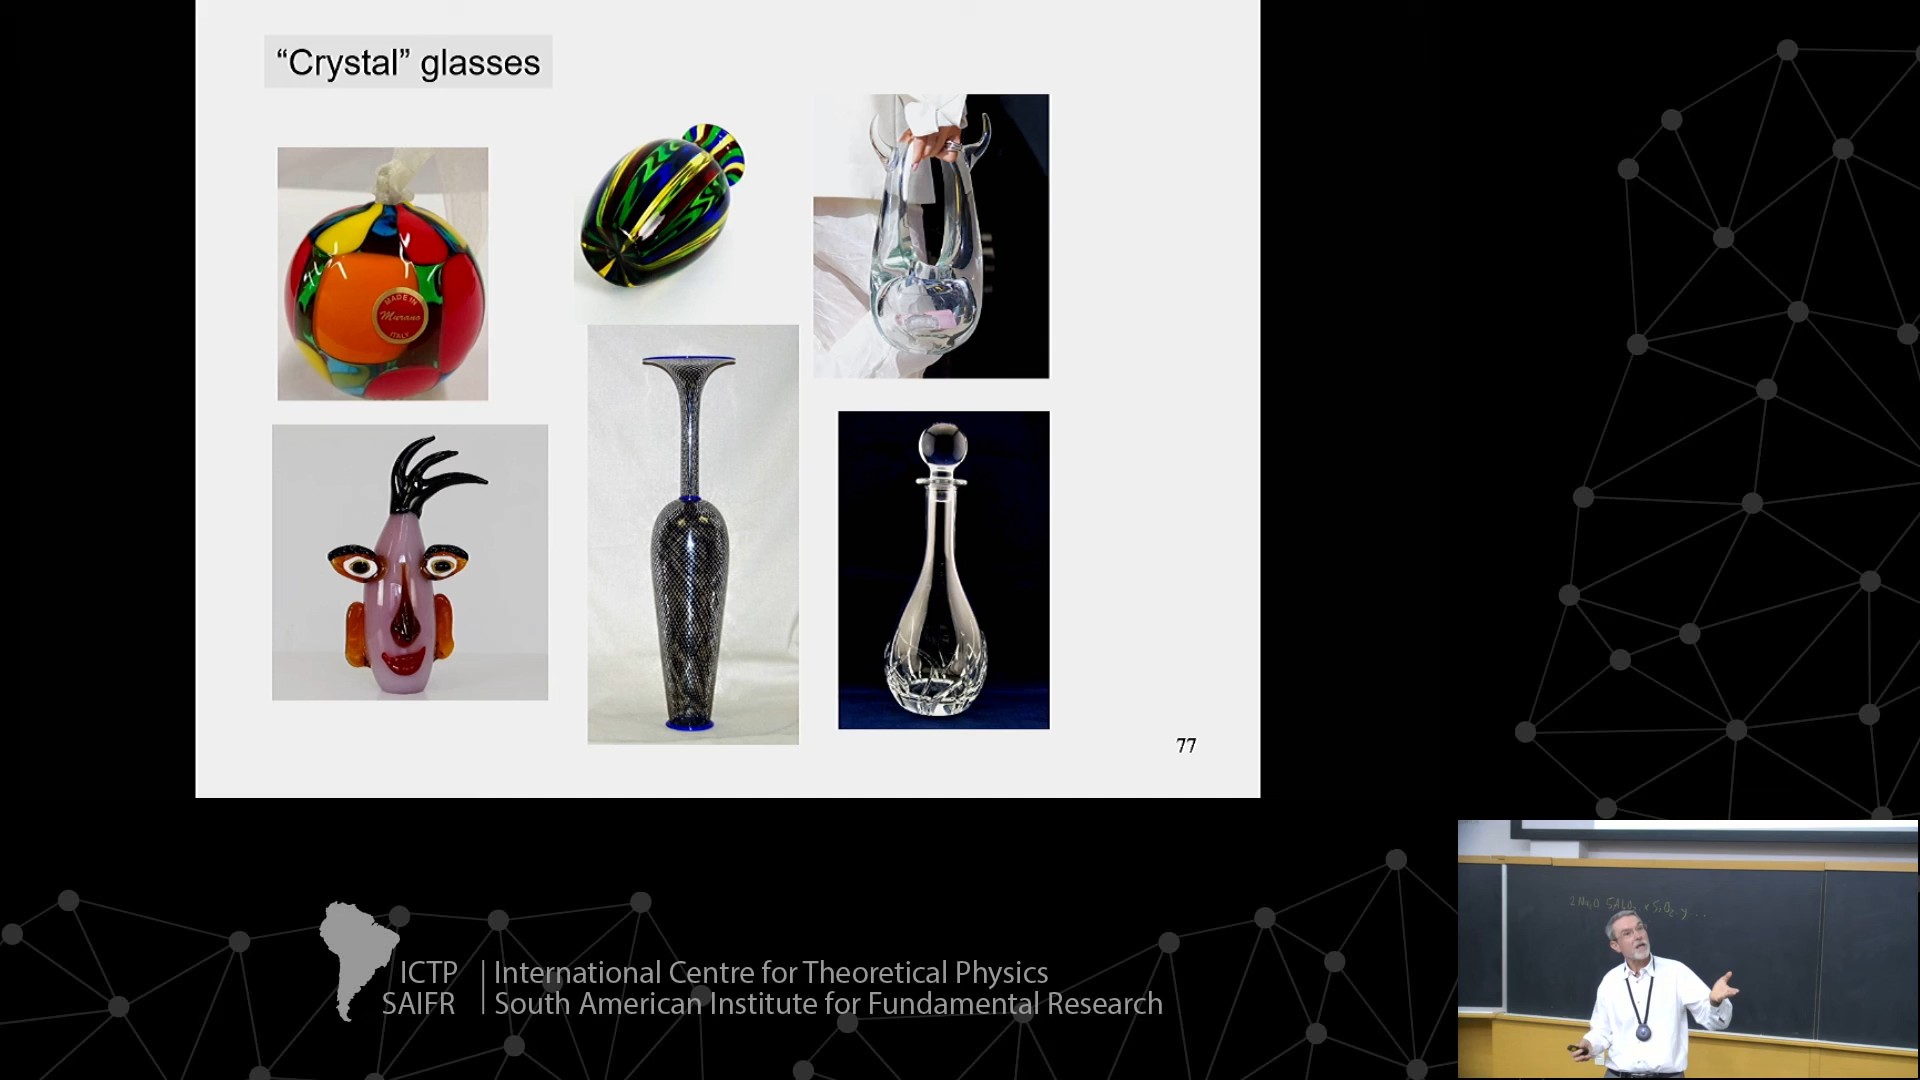 “Crystal” glasses
MADE IN
Murano
ITALY
77
ICTP
SAIFR
International Centre for Theoretical Physics
South American Institute for Fundamental Research